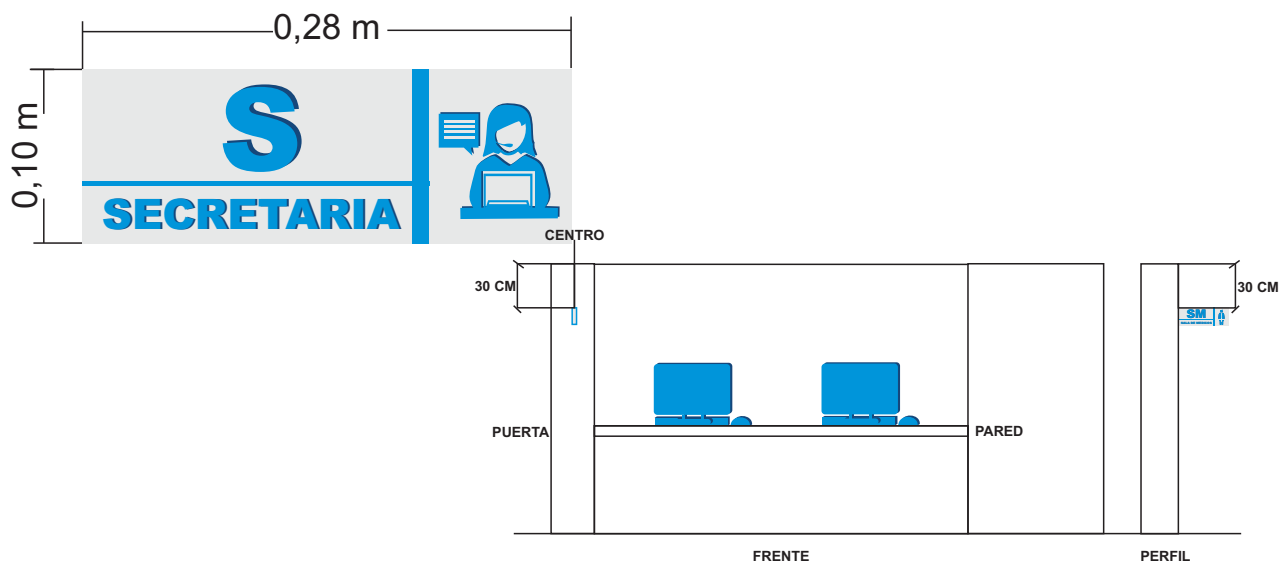 0,28 m
0,10 m
S
SECRETARIA
CENTRO
30 CM
30 CM
SM
PUERTA
PARED
FRENTE
PERFIL